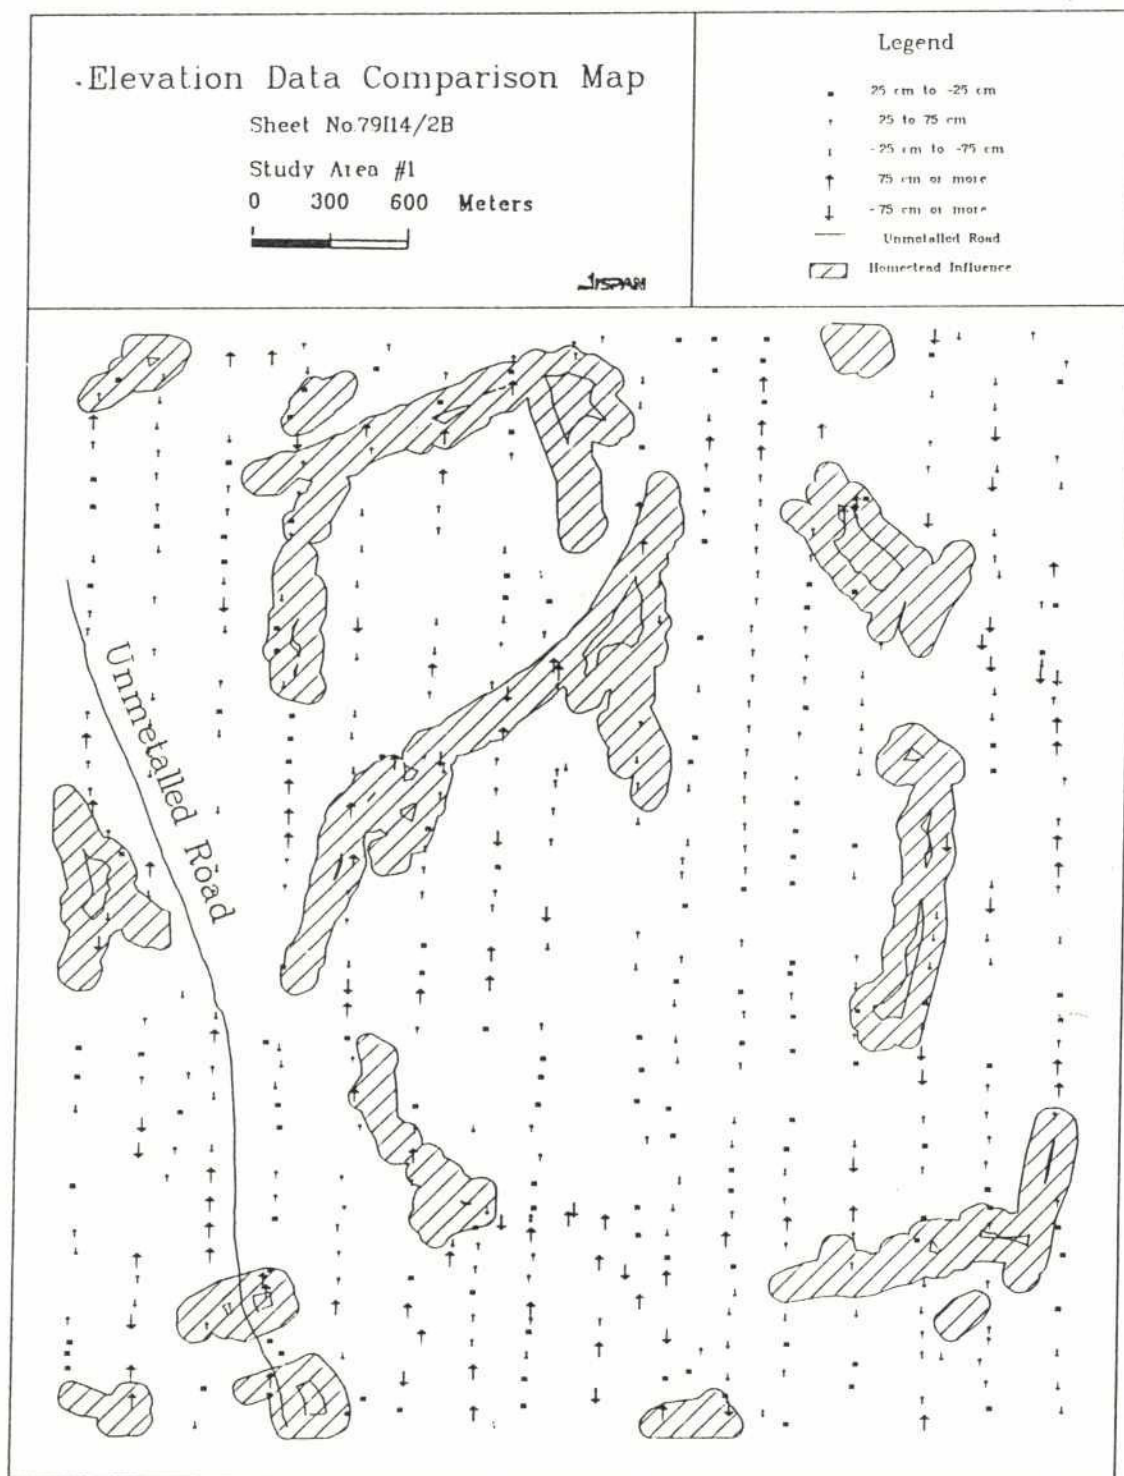 Elevation Data Comparison Map
Sheet No.79I14/2B
Study Area #1
0 300 600 Meters
JISPAN
Legend
25 cm to -25 cm
25 to 75 cm
-25 cm to -75 cm
75 cm or more
-75 cm or more
Unmetalled Road
Homestead Influence
Unmetalled Road